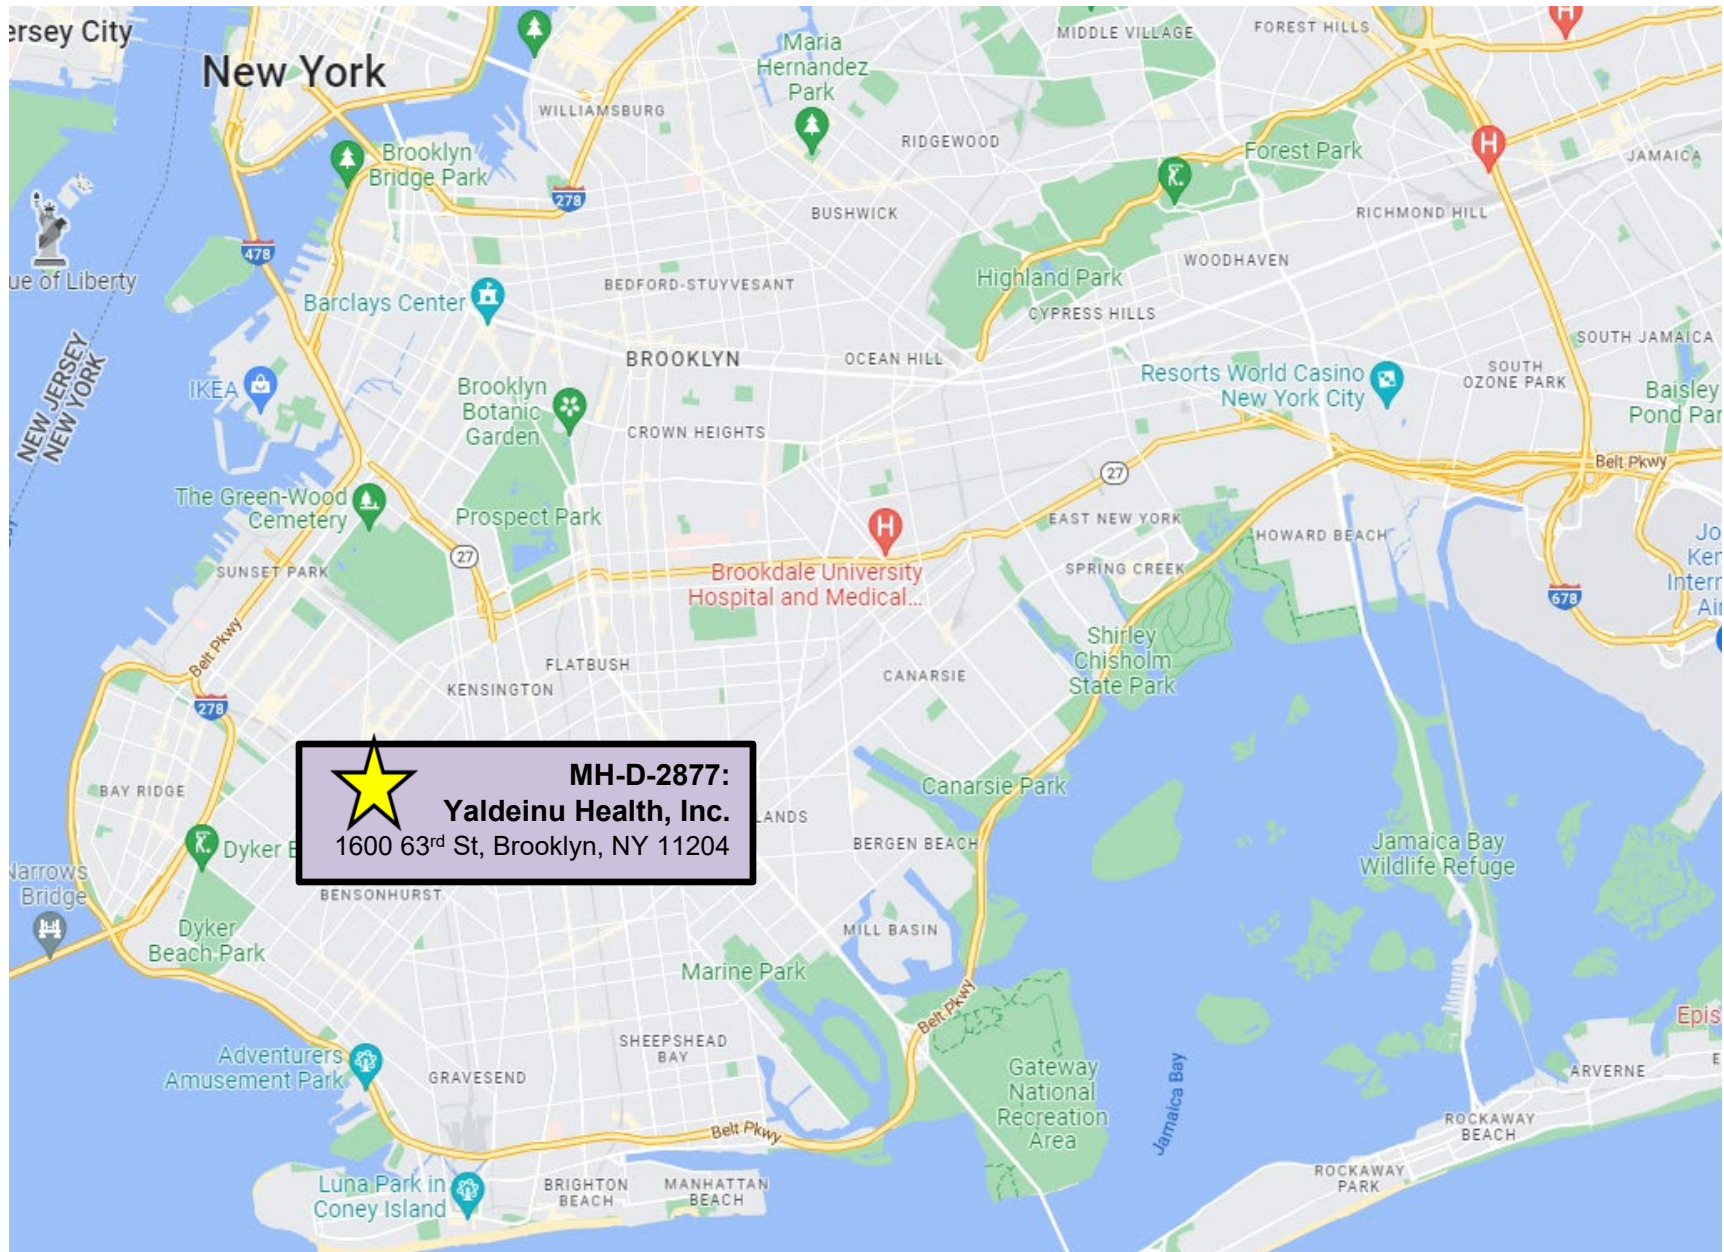 ersey City
New York
Maria
Hernandez
Park
MIDDLE VILLAGE
FOREST HILLS
H
WILLIAMSBURG
RIDGEWOOD
Forest Park
H
JAMAICA
Brooklyn
Bridge Park
278
BUSHWICK
RICHMOND HILL
478
WOODHAVEN
ue of Liberty
Barclays Center
BEDFORD-STUYVESANT
Highland Park
CYPRESS HILLS
NEW JERSEY
NEW YORK
BROOKLYN
OCEAN HILL
SOUTH JAMAICA
IKEA
Brooklyn
Botanic
Garden
Resorts World Casino
New York City
SOUTH
OZONE PARK
Baisley
Pond Par
CROWN HEIGHTS
Belt Pkwy
27
The Green-Wood
Cemetery
Prospect Park
H
EAST NEW YORK
HOWARD BEACH
Jo
Ken
Intern
Air
27
SUNSET PARK
Brookdale University
Hospital and Medical...
SPRING CREEK
678
Belt Pkwy
FLATBUSH
KENSINGTON
CANARSIE
Shirley
Chisholm
State Park
278
MH-D-2877:
Yaldeinu Health, Inc.
1600 63rd St, Brooklyn, NY 11204
BAY RIDGE
LANDS
Canarsie Park
Dyker B
BERGEN BEACH
Jamaica Bay
Wildlife Refuge
Narrows
Bridge
BENSONHURST
Dyker
Beach Park
MILL BASIN
Marine Park
Belt Pkwy
Epis
Adventurers
Amusement Park
GRAVESEND
SHEEPSHEAD
BAY
Gateway
National
Recreation
Area
Jamaica Bay
ARVERNE
E
Belt Pkwy
ROCKAWAY
BEACH
Luna Park in
Coney Island
BRIGHTON
BEACH
MANHATTAN
BEACH
ROCKAWAY
PARK